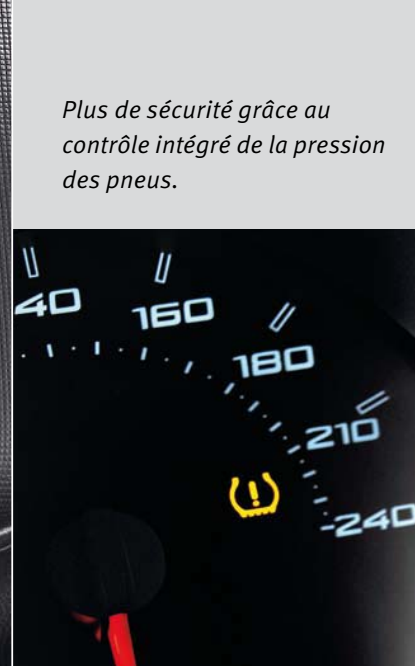 Plus de sécurité grâce au
contrôle intégré de la pression
des pneus.
40
160
180
210
240